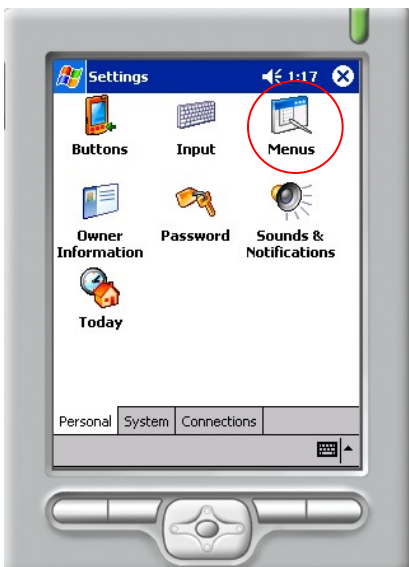 Settings 1:17
Buttons Input Menus
Owner Information Password Sounds & Notifications
Today
Personal System Connections